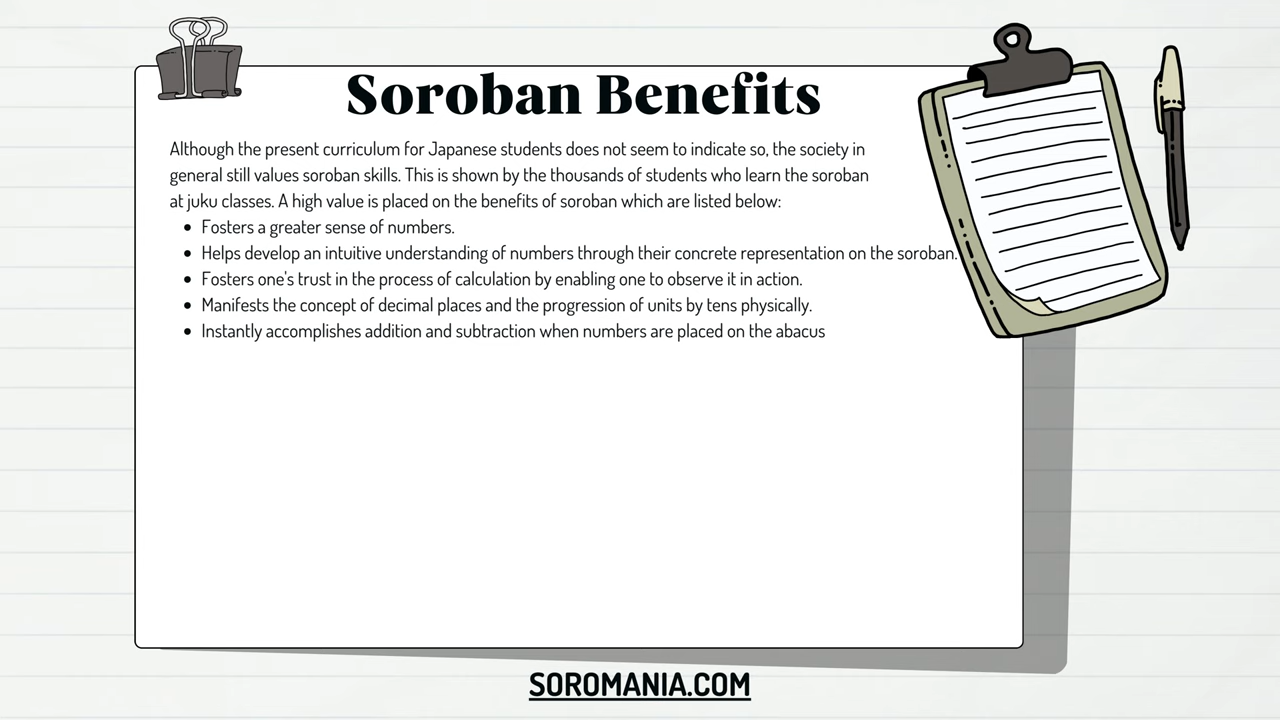 Soroban Benefits
Although the present curriculum for Japanese students does not seem to indicate so, the society in
general still values soroban skills. This is shown by the thousands of students who learn the soroban
at juku classes. A high value is placed on the benefits of soroban which are listed below:
• Fosters a greater sense of numbers.
• Helps develop an intuitive understanding of numbers through their concrete representation on the soroban.
• Fosters one's trust in the process of calculation by enabling one to observe it in action.
• Manifests the concept of decimal places and the progression of units by tens physically.
• Instantly accomplishes addition and subtraction when numbers are placed on the abacus
SOROMANIA.COM